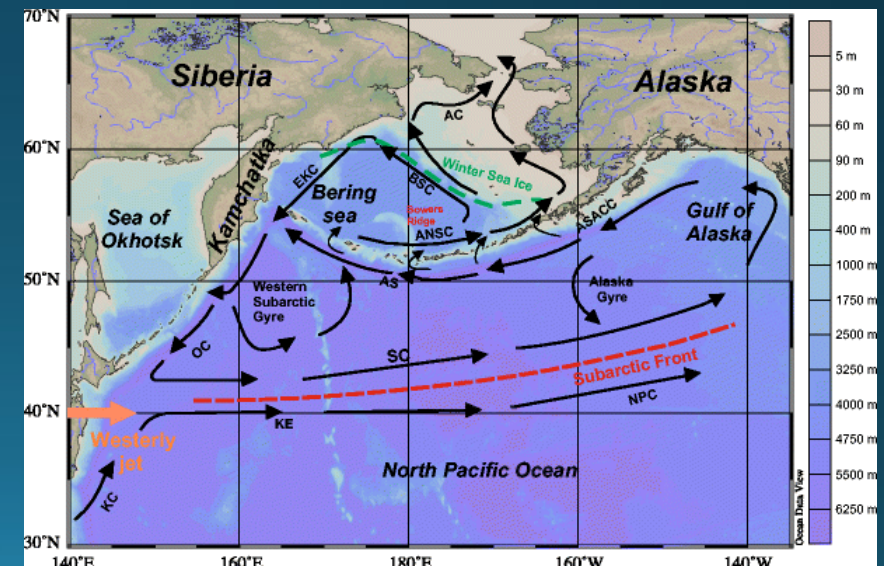 70°N
60°N
50°N
40°N
30°N
140°E
160°E
180°E
160°W
140°W
Siberia
Alaska
Kamchatka
Sea of
Okhotsk
Bering
sea
Bowers
Ridge
Winter Sea Ice
Gulf of
Alaska
AC
EKC
BSC
ANSC
ASACC
AS
Western
Subarctic
Gyre
Alaska
Gyre
OC
SC
Subarctic Front
KE
NPC
Westerly
jet
KC
North Pacific Ocean
5 m
30 m
60 m
90 m
200 m
400 m
1000 m
1750 m
2500 m
3250 m
4000 m
4750 m
5500 m
6250 m
Ocean Data View